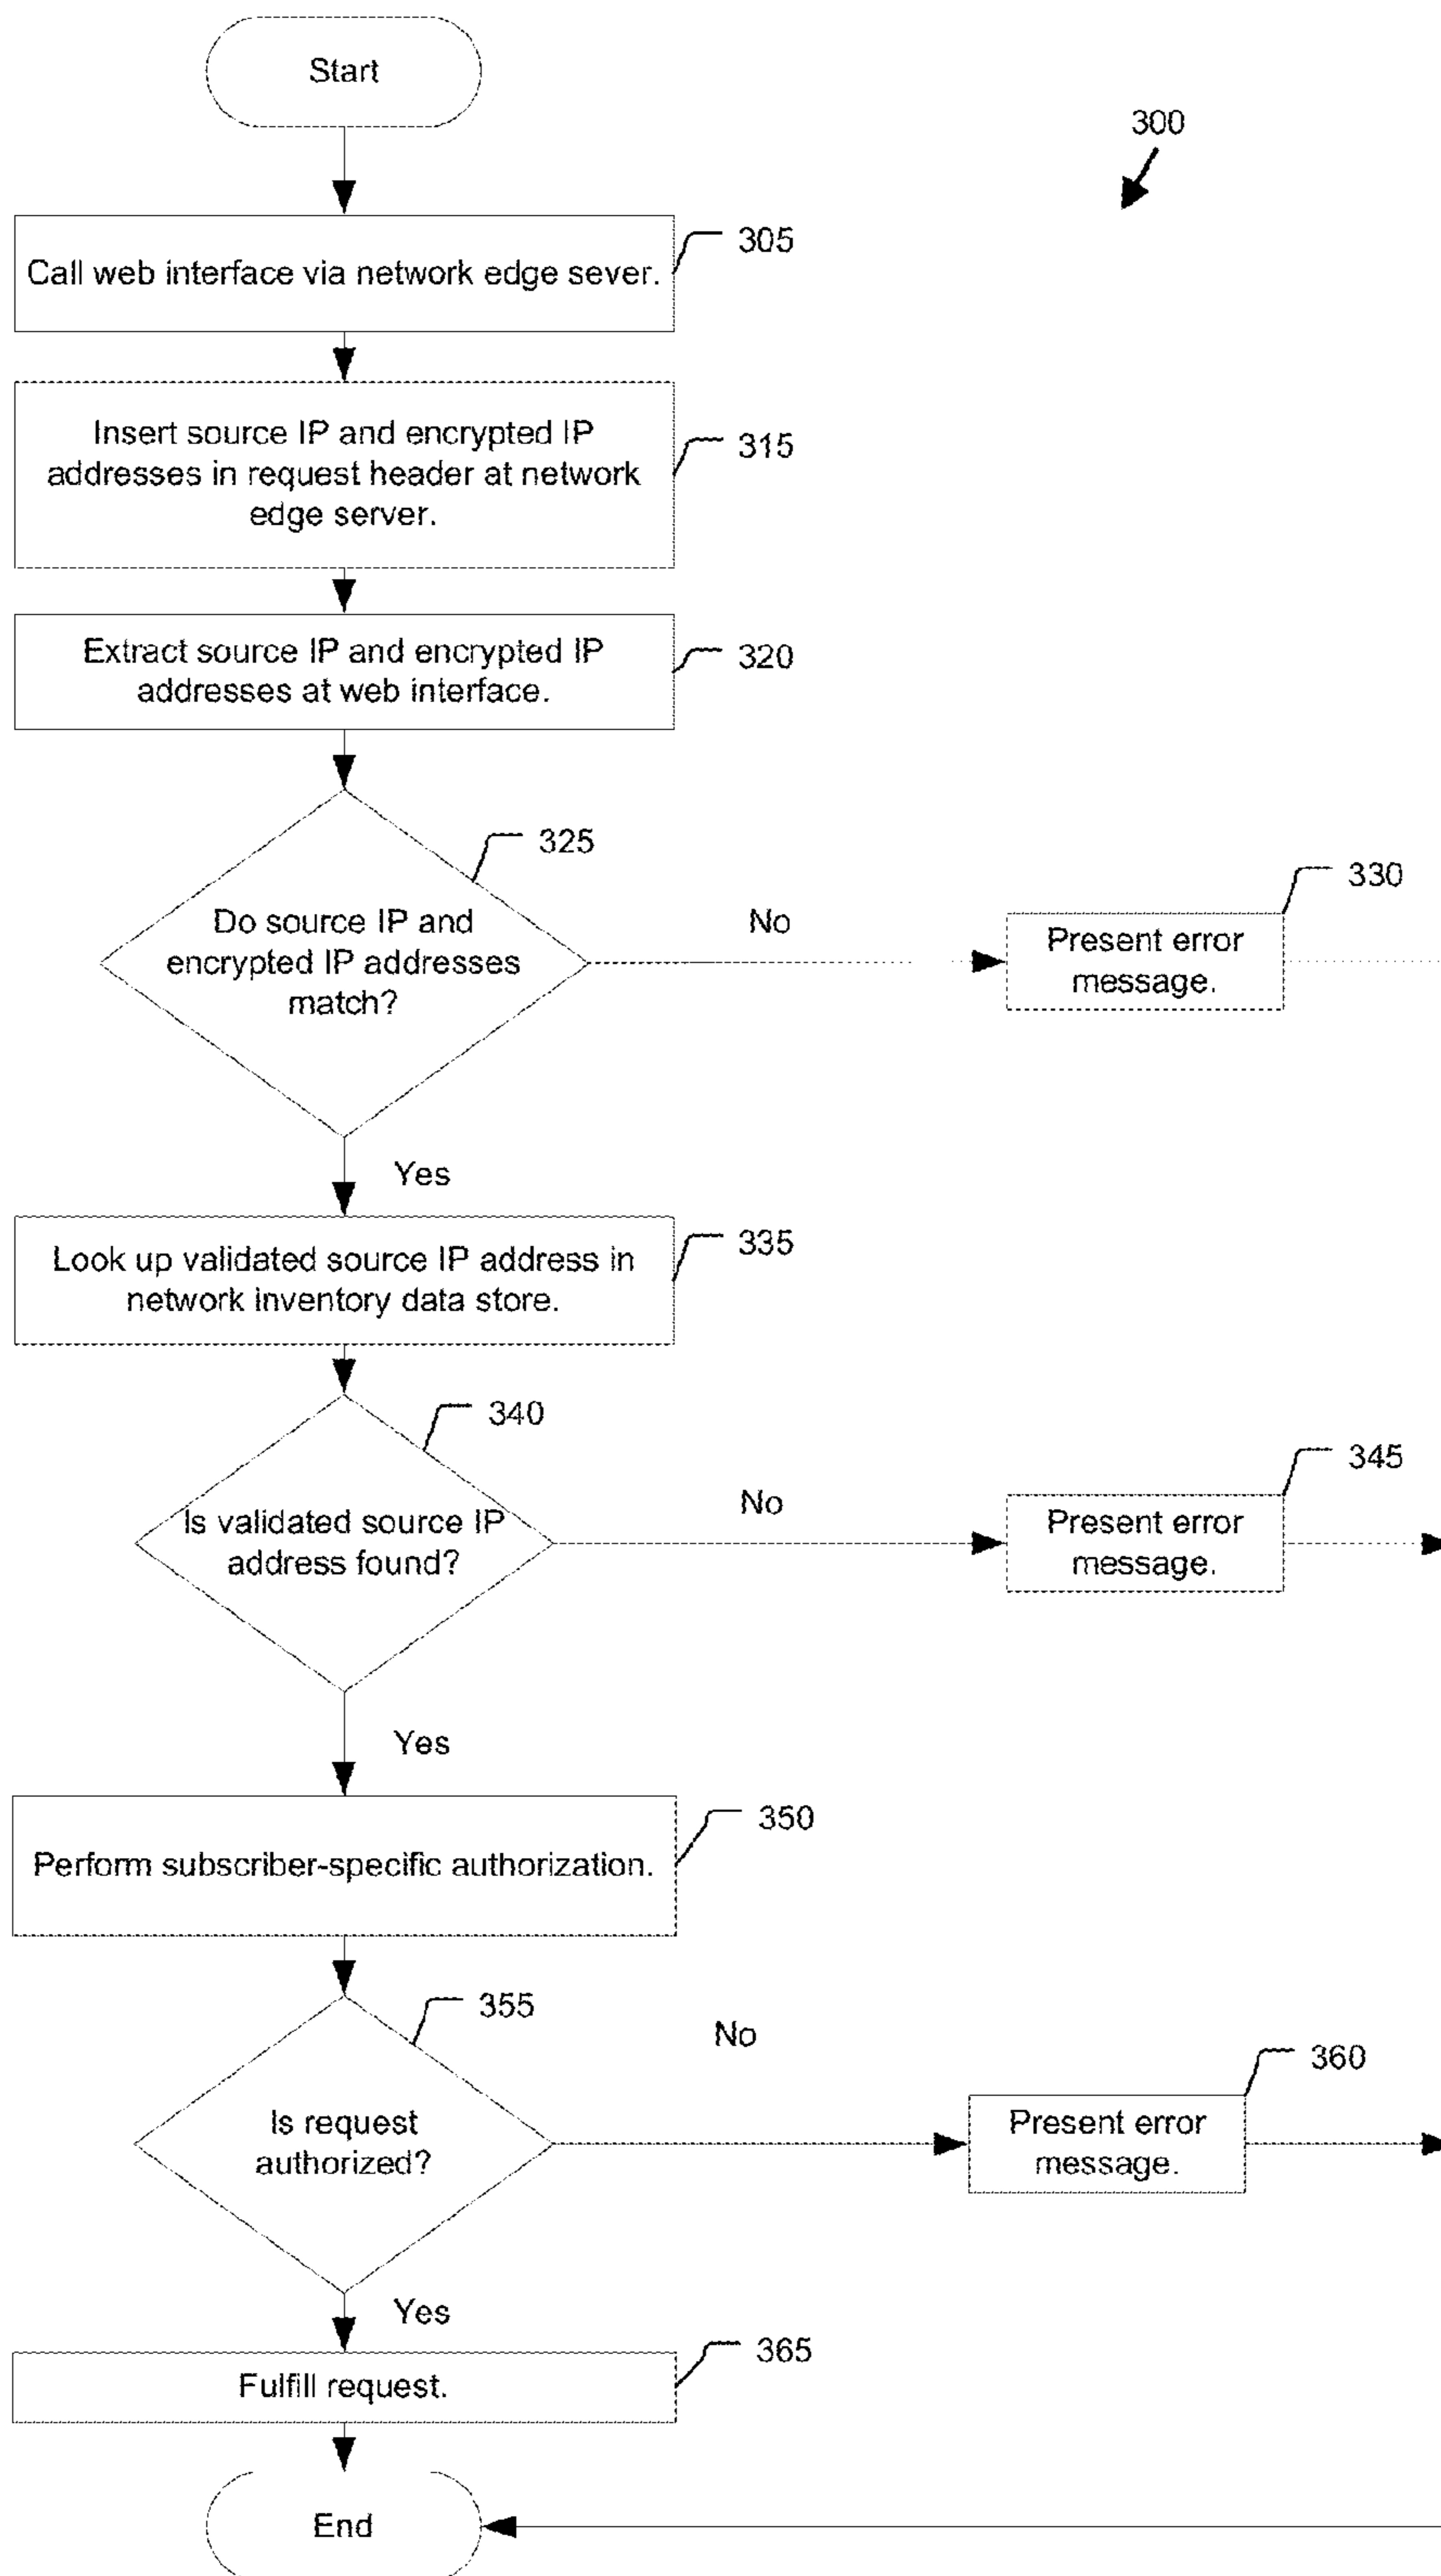 Start
300
305
Call web interface via network edge sever.
Insert source IP and encrypted IP
addresses in request header at network
edge server.
315
Extract source IP and encrypted IP
addresses at web interface.
320
325
Do source IP and
encrypted IP addresses
match?
No
330
Present error
message.
Yes
Look up validated source IP address in
network inventory data store.
335
340
Is validated source IP
address found?
No
345
Present error
message.
Yes
350
Perform subscriber-specific authorization.
355
Is request
authorized?
No
360
Present error
message.
Yes
365
Fulfill request.
End